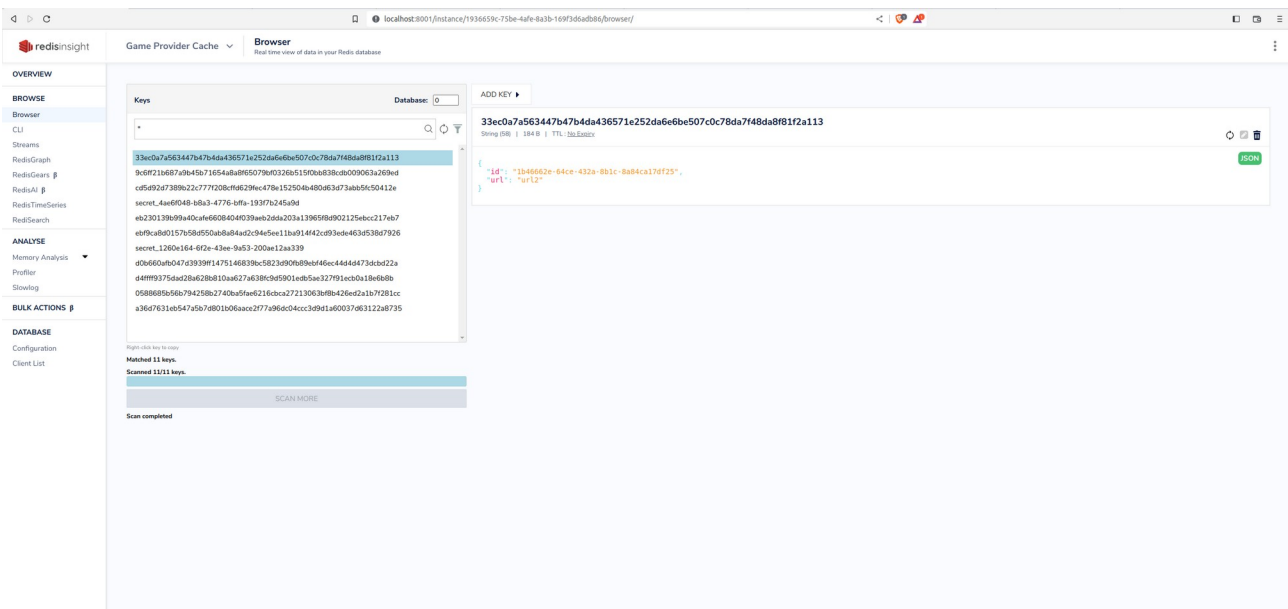 localhost:8001/instance/1936659c-75be-4afe-8a3b-169f3d6adb86/browser/
redisinsight
Game Provider Cache
Browser
Real time view of data in your Redis database
OVERVIEW
BROWSE
Browser
CLI
Streams
RedisGraph
RedisGears β
RedisAI β
RedisTimeSeries
RediSearch
ANALYSE
Memory Analysis
Profiler
Slowlog
BULK ACTIONS β
DATABASE
Configuration
Client List
Keys Database: 0
*
33ec0a7a563447b47b4da436571e252da6e6be507c0c78da7f48da8f81f2a113
9c6ff21b687a9b45b71654a8a8f65079bf0326b515f0bb838cdb009063a269ed
cd5d92d7389b22c777f208cffd629fec478e152504b480d63d73abb5fc50412e
secret_4ae6f048-b8a3-4776-bffa-193f7b245a9d
eb230139b99a40cafe6608404f039aeb2dda203a13965f8d902125ebcc217eb7
ebf9ca8d0157b58d550ab8a84ad2c94e5ee11ba914f42cd93ede463d538d7926
secret_1260e164-6f2e-43ee-9a53-200ae12aa339
d0b660afb047d3939ff1475146839bc5823d90fb89ebf46ec44d4d473dcbd22a
d4ffff9375dad28a628b810aa627a638fc9d5901edb5ae327f91ecb0a18e6b8b
0588685b56b794258b2740ba5fae6216cbca27213063bf8b426ed2a1b7f281cc
a36d7631eb547a5b7d801b06aace2f77a96dc04ccc3d9d1a60037d63122a8735
Right-click key to copy
Matched 11 keys.
Scanned 11/11 keys.
SCAN MORE
Scan completed
ADD KEY
33ec0a7a563447b47b4da436571e252da6e6be507c0c78da7f48da8f81f2a113
String (58) | 184 B | TTL : No Expiry
JSON
{
"id": "1b46662e-64ce-432a-8b1c-8a84ca17df25",
"url": "url2"
}